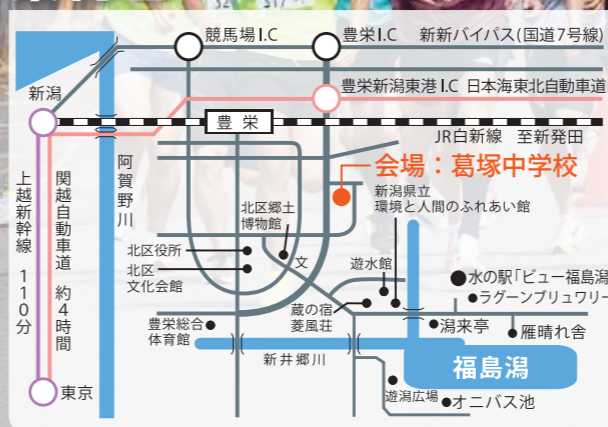 競馬場I.C
豊栄I.C
新新バイパス(国道7号線)
豊栄新潟東港I.C 日本海東北自動車道
新潟
豊栄
JR白新線 至新発田
会場：葛塚中学校
阿賀野川
上越新幹線 110分
関越自動車道 約4時間
新潟県立
環境と人間のふれあい館
北区郷土
博物館
北区役所
北区
文化会館
文
遊水館
水の駅「ビュー福島潟
ラグーンブリュワリー
蔵の宿
菱風荘
豊栄総合
体育館
潟来亭
雁晴れ舎
新井郷川
福島潟
東京
遊潟広場
オニバス池